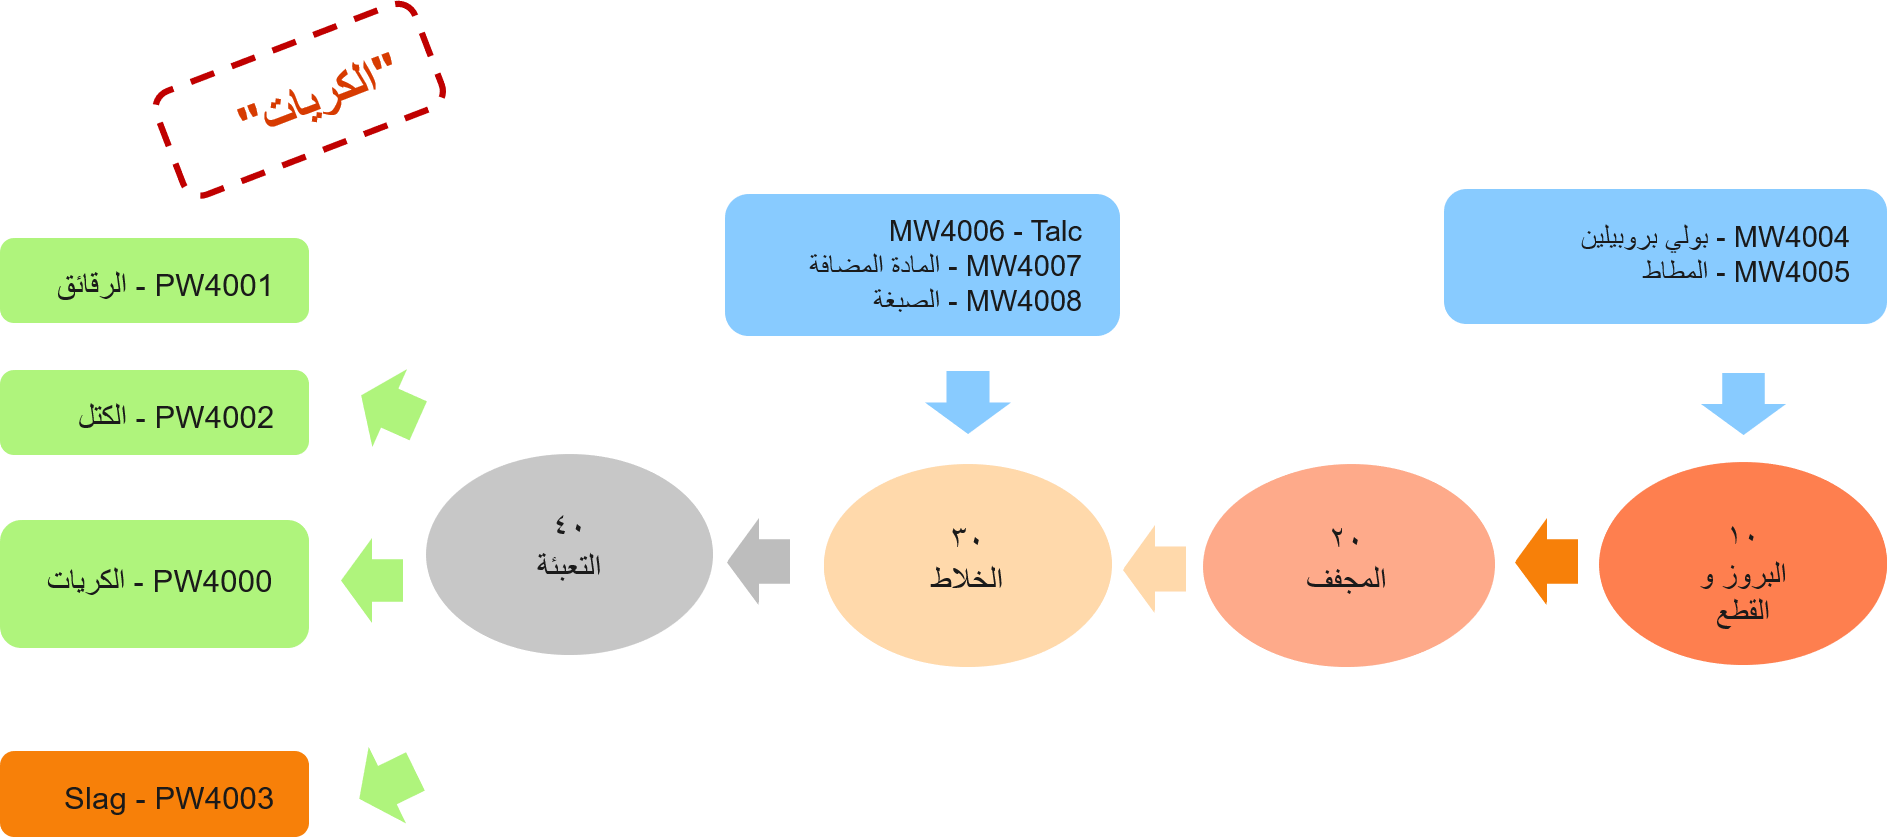 "الكريات"
MW4004 - بولي بروبيلين
MW4005 - المطاط
MW4006 - Talc
MW4007 - المادة المضافة
MW4008 - الصبغة
١٠
البروز و
القطع
٢٠
المجفف
٣٠
الخلاط
٤٠
التعبئة
PW4001 - الرقائق
PW4002 - الكتل
PW4000 - الكريات
Slag - PW4003